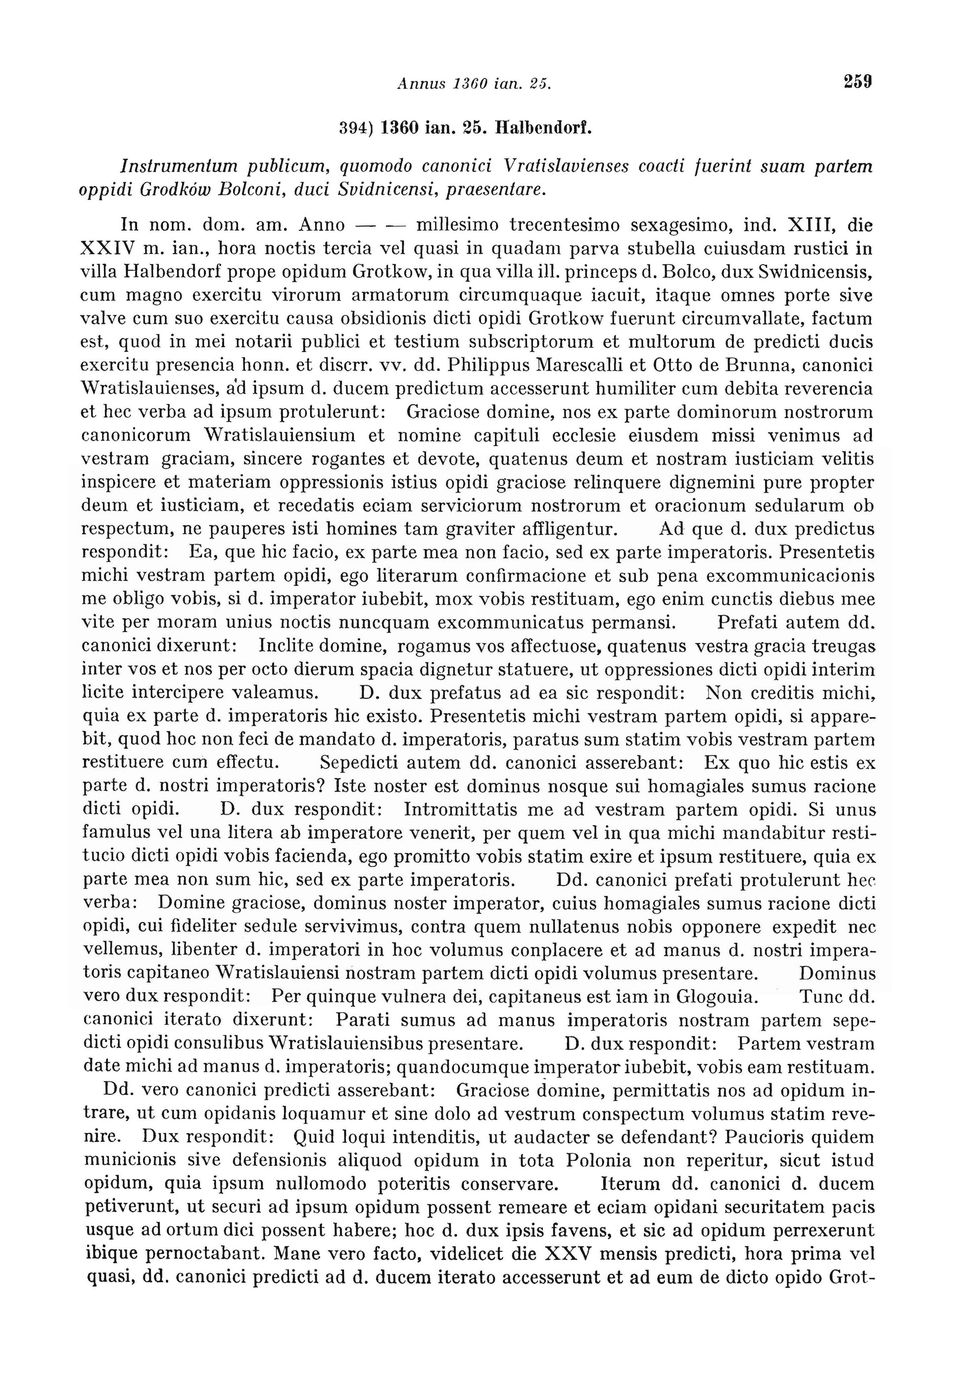 Annus 1360 ian. 25.
259
394) 1360 ian. 25. Halbendorf.
Instrumentum publicum, quomodo canonici Vratislavienses coacti fuerint suam partem
oppidi Grodków Bolconi, duci Svidnicensi, praesentare.
In nom. dom. am. Anno — — millesimo trecentesimo sexagesimo, ind. XIII, die
XXIV m. ian., hora noctis tercia vel quasi in quadam parva stubella cuiusdam rustici in
villa Halbendorf prope opidum Grotkow, in qua villa ill. princeps d. Bolco, dux Swidnicensis,
cum magno exercitu virorum armatorum circumquaque iacuit, itaque omnes porte sive
valve cum suo exercitu causa obsidionis dicti opidi Grotkow fuerunt circumvallate, factum
est, quod in mei notarii publici et testium subscriptorum et multorum de predicti ducis
exercitu presencia honn. et discrr. vv. dd. Philippus Marescalli et Otto de Brunna, canonici
Wratislauienses, ad ipsum d. ducem predictum accesserunt humiliter cum debita reverencia
et hec verba ad ipsum protulerunt: Graciose domine, nos ex parte dominorum nostrorum
canonicorum Wratislauiensium et nomine capituli ecclesie eiusdem missi venimus ad
vestram graciam, sincere rogantes et devote, quatenus deum et nostram iusticiam velitis
inspicere et materiam oppressionis istius opidi graciose relinquere dignemini pure propter
deum et iusticiam, et recedatis eciam serviciorum nostrorum et oracionum sedularum ob
respectum, ne pauperes isti homines tam graviter affligentur. Ad que d. dux predictus
respondit: Ea, que hic facio, ex parte mea non facio, sed ex parte imperatoris. Presentetis
michi vestram partem opidi, ego literarum confirmacione et sub pena excommunicacionis
me obligo vobis, si d. imperator iubebit, mox vobis restituam, ego enim cunctis diebus mee
vite per moram unius noctis nuncquam excommunicatus permansi. Prefati autem dd.
canonici dixerunt: Inclite domine, rogamus vos affectuose, quatenus vestra gracia treugas
inter vos et nos per octo dierum spacia dignetur statuere, ut oppressiones dicti opidi interim
licite intercipere valeamus. D. dux prefatus ad ea sic respondit: Non creditis michi,
quia ex parte d. imperatoris hic existo. Presentetis michi vestram partem opidi, si appare-
bit, quod hoc non feci de mandato d. imperatoris, paratus sum statim vobis vestram partem
restituere cum effectu. Sepedicti autem dd. canonici asserebant: Ex quo hic estis ex
parte d. nostri imperatoris? Iste noster est dominus nosque sui homagiales sumus racione
dicti opidi. D. dux respondit: Intromittatis me ad vestram partem opidi. Si unus
famulus vel una litera ab imperatore venerit, per quem vel in qua michi mandabitur resti-
tucio dicti opidi vobis facienda, ego promitto vobis statim exire et ipsum restituere, quia ex
parte mea non sum hic, sed ex parte imperatoris. Dd. canonici prefati protulerunt hec
verba: Domine graciose, dominus noster imperator, cuius homagiales sumus racione dicti
opidi, cui fideliter sedule servivimus, contra quem nullatenus nobis opponere expedit nec
vellemus, libenter d. imperatori in hoc volumus conplacere et ad manus d. nostri impera-
toris capitaneo Wratislauiensi nostram partem dicti opidi volumus presentare. Dominus
vero dux respondit: Per quinque vulnera dei, capitaneus est iam in Glogouia. Tunc dd.
canonici iterato dixerunt: Parati sumus ad manus imperatoris nostram partem sepe-
dicti opidi consulibus Wratislauiensibus presentare. D. dux respondit: Partem vestram
date michi ad manus d. imperatoris; quandocumque imperator iubebit, vobis eam restituam.
Dd. vero canonici predicti asserebant: Graciose domine, permittatis nos ad opidum in-
trare, ut cum opidanis loquamur et sine dolo ad vestrum conspectum volumus statim reve-
nire. Dux respondit: Quid loqui intenditis, ut audacter se defendant? Paucioris quidem
municionis sive defensionis aliquod opidum in tota Polonia non reperitur, sicut istud
opidum, quia ipsum nullomodo poteritis conservare. Iterum dd. canonici d. ducem
petiverunt, ut securi ad ipsum opidum possent remeare et eciam opidani securitatem pacis
usque ad ortum dici possent habere; hoc d. dux ipsis favens, et sic ad opidum perrexerunt
ibique pernoctabant. Mane vero facto, videlicet die XXV mensis predicti, hora prima vel
quasi, dd. canonici predicti ad d. ducem iterato accesserunt et ad eum de dicto opido Grot-